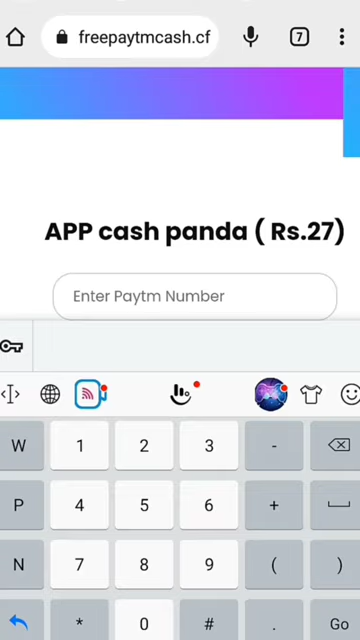 freepaytmcash.cf
7
APP cash panda ( Rs.27)
Enter Paytm Number
W 1 2 3 -
P 4 5 6 +
N 7 8 9 ( )
* 0 # . Go